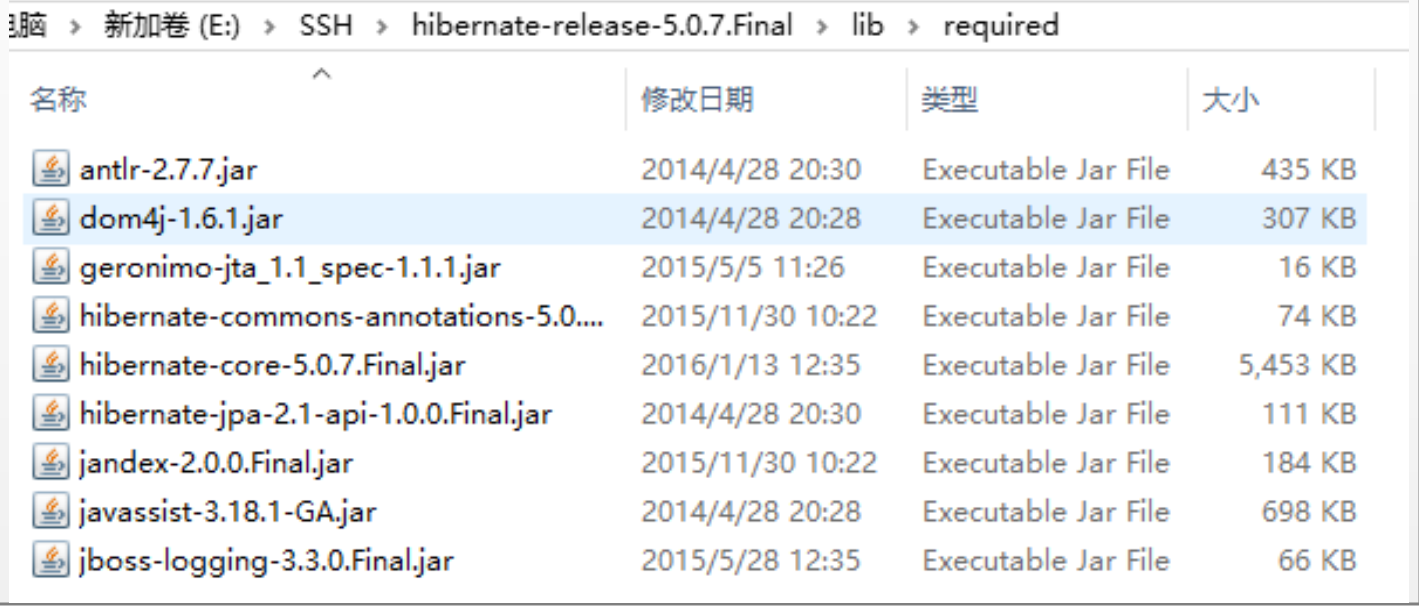 电脑 > 新加卷 (E:) > SSH > hibernate-release-5.0.7.Final > lib > required
名称 修改日期 类型 大小
antlr-2.7.7.jar 2014/4/28 20:30 Executable Jar File 435 KB
dom4j-1.6.1.jar 2014/4/28 20:28 Executable Jar File 307 KB
geronimo-jta_1.1_spec-1.1.1.jar 2015/5/5 11:26 Executable Jar File 16 KB
hibernate-commons-annotations-5.0.... 2015/11/30 10:22 Executable Jar File 74 KB
hibernate-core-5.0.7.Final.jar 2016/1/13 12:35 Executable Jar File 5,453 KB
hibernate-jpa-2.1-api-1.0.0.Final.jar 2014/4/28 20:30 Executable Jar File 111 KB
jandex-2.0.0.Final.jar 2015/11/30 10:22 Executable Jar File 184 KB
javassist-3.18.1-GA.jar 2014/4/28 20:28 Executable Jar File 698 KB
jboss-logging-3.3.0.Final.jar 2015/5/28 12:35 Executable Jar File 66 KB